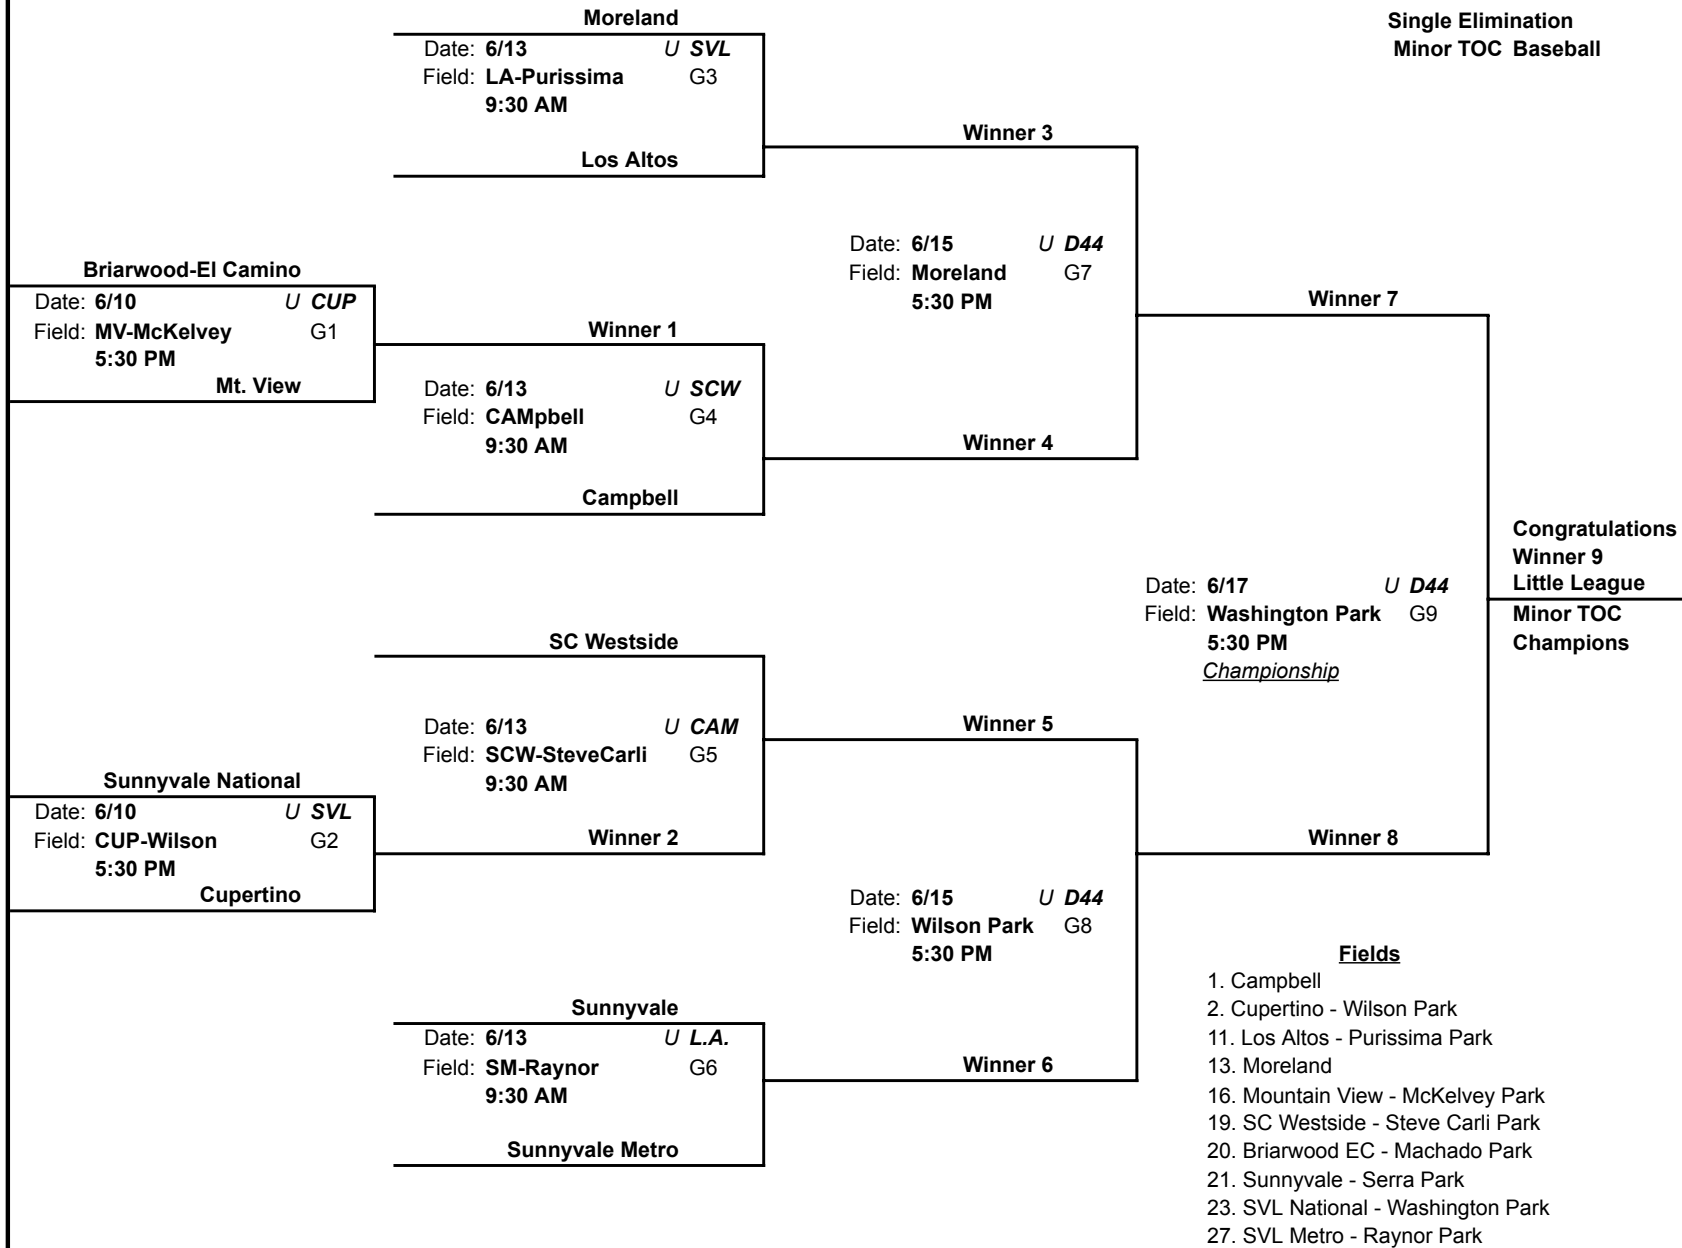 Single Elimination
Minor TOC Baseball
Moreland
Date: 6/13 U SVL
Field: LA-Purissima G3
9:30 AM
Los Altos
Winner 3
Briarwood-El Camino
Date: 6/10 U CUP
Field: MV-McKelvey G1
5:30 PM
Mt. View
Winner 1
Date: 6/13 U SCW
Field: CAMpbell G4
9:30 AM
Campbell
Date: 6/15 U D44
Field: Moreland G7
5:30 PM
Winner 4
Winner 7
SC Westside
Date: 6/13 U CAM
Field: SCW-SteveCarli G5
9:30 AM
Sunnyvale National
Date: 6/10 U SVL
Field: CUP-Wilson G2
5:30 PM
Cupertino
Winner 2
Winner 5
Date: 6/15 U D44
Field: Wilson Park G8
5:30 PM
Sunnyvale
Date: 6/13 U L.A.
Field: SM-Raynor G6
9:30 AM
Sunnyvale Metro
Winner 6
Winner 8
Date: 6/17 U D44
Field: Washington Park G9
5:30 PM
Championship
Congratulations
Winner 9
Little League
Minor TOC
Champions
Fields
1. Campbell
2. Cupertino - Wilson Park
11. Los Altos - Purissima Park
13. Moreland
16. Mountain View - McKelvey Park
19. SC Westside - Steve Carli Park
20. Briarwood EC - Machado Park
21. Sunnyvale - Serra Park
23. SVL National - Washington Park
27. SVL Metro - Raynor Park